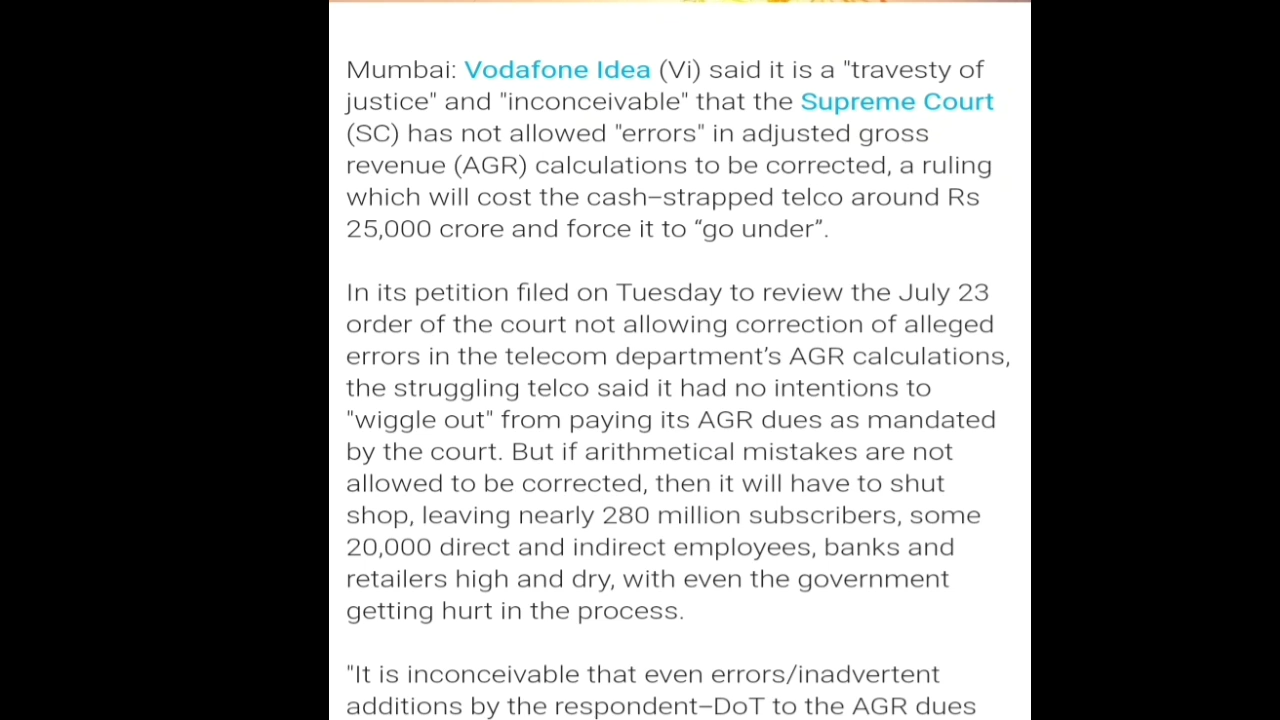 Mumbai: Vodafone Idea (Vi) said it is a "travesty of
justice" and "inconceivable" that the Supreme Court
(SC) has not allowed "errors" in adjusted gross
revenue (AGR) calculations to be corrected, a ruling
which will cost the cash–strapped telco around Rs
25,000 crore and force it to “go under”.
In its petition filed on Tuesday to review the July 23
order of the court not allowing correction of alleged
errors in the telecom department’s AGR calculations,
the struggling telco said it had no intentions to
"wiggle out" from paying its AGR dues as mandated
by the court. But if arithmetical mistakes are not
allowed to be corrected, then it will have to shut
shop, leaving nearly 280 million subscribers, some
20,000 direct and indirect employees, banks and
retailers high and dry, with even the government
getting hurt in the process.
"It is inconceivable that even errors/inadvertent
additions by the respondent–DoT to the AGR dues